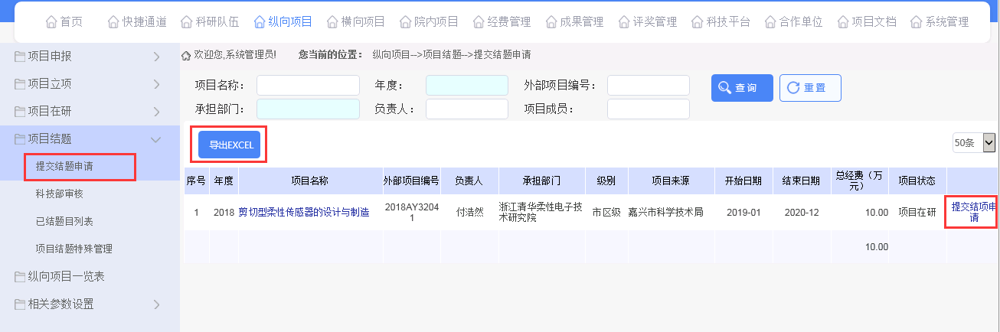 首页 快捷通道 科研队伍 纵向项目 横向项目 院内项目 经费管理 成果管理 评奖管理 科技平台 合作单位 项目文档 系统管理
项目申报
项目立项
项目在研
项目结题
提交结题申请
科技部审核
已结题目列表
项目结题特殊管理
纵向项目一览表
相关参数设置
欢迎您,系统管理员! 您当前的位置: 纵向项目-->项目结题-->提交结题申请
项目名称: 年度: 外部项目编号: 查询 重置
承担部门: 负责人: 项目成员:
导出EXCEL 50条
序号 年度 项目名称 外部项目编号 负责人 承担部门 级别 项目来源 开始日期 结束日期 总经费（万
元） 项目状态
1 2018 剪切型柔性传感器的设计与制造 2018AY3204
1 付浩然 浙江清华柔性电子技
术研究院 市区级 嘉兴市科学技术局 2019-01 2020-12 10.00 项目在研 提交结项申
请
10.00